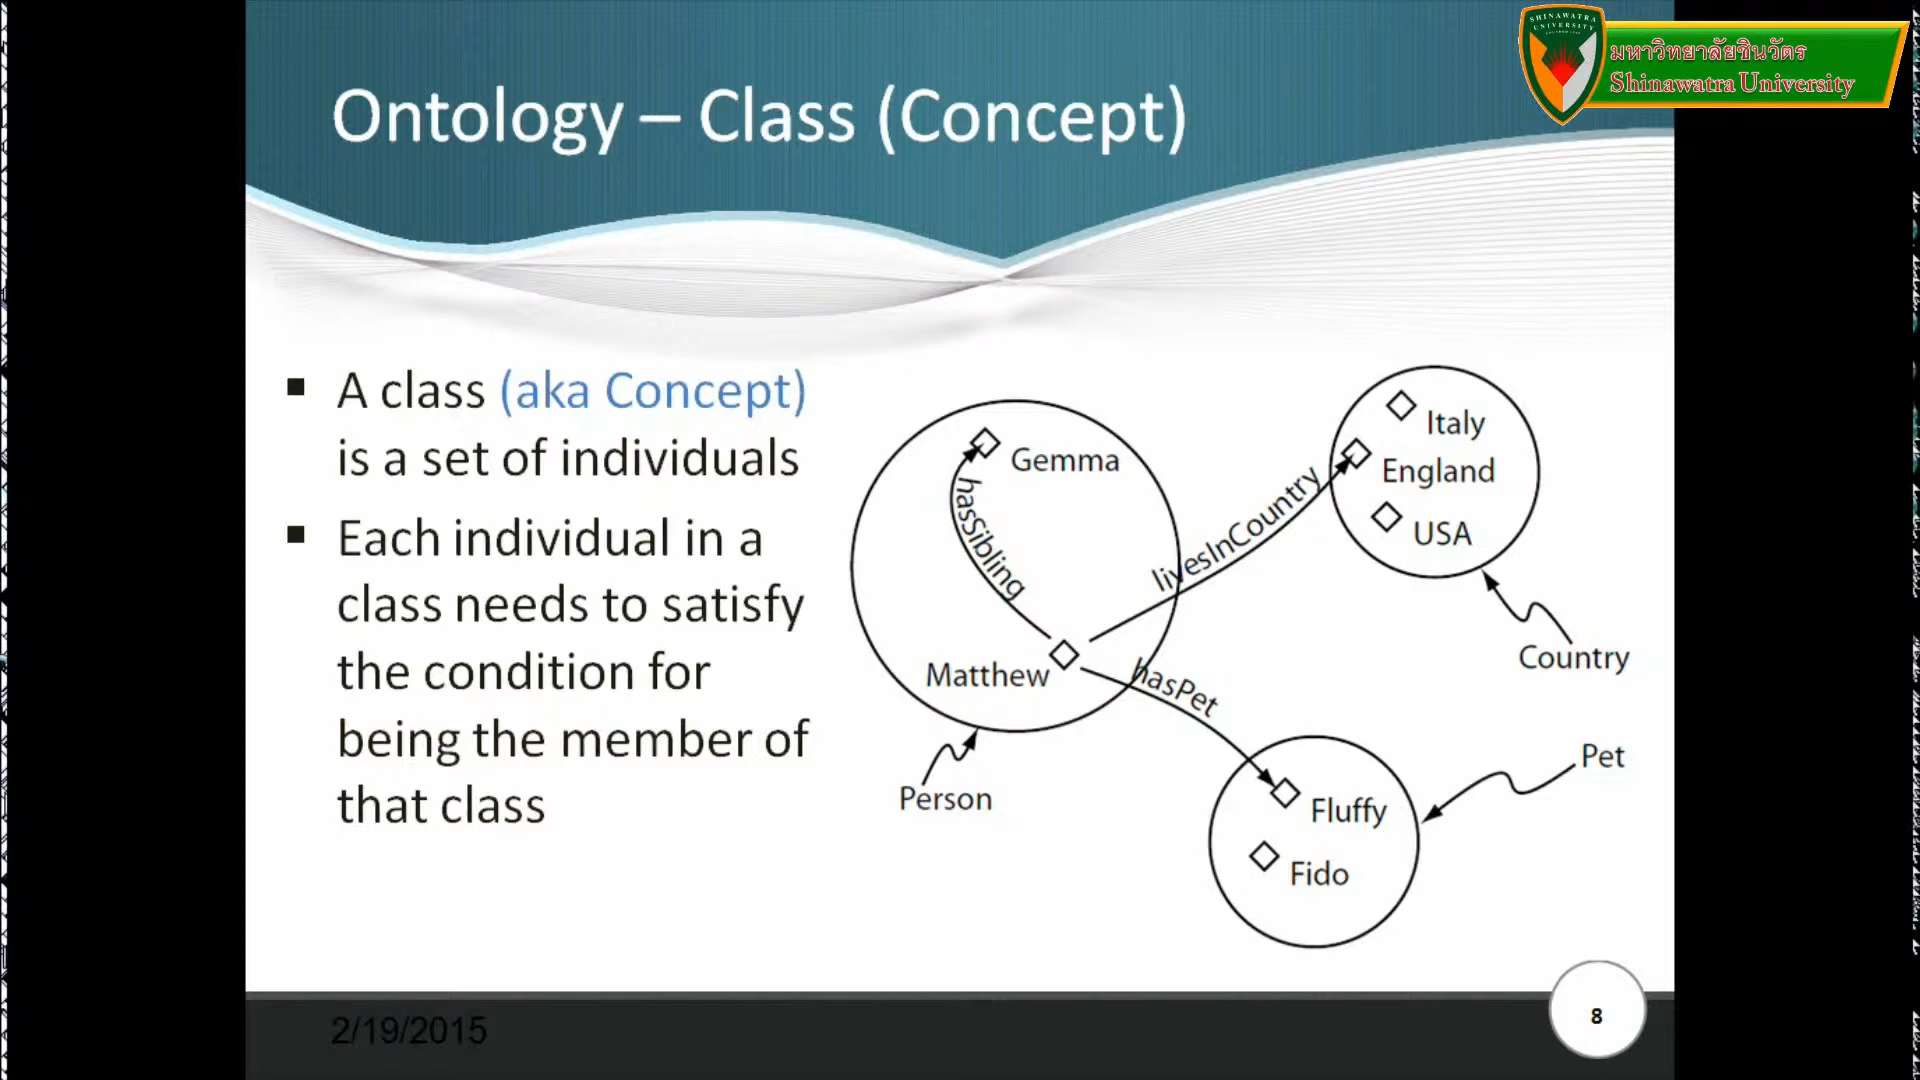 SHINAWATRA
UNIVERSITY
มหาวิทยาลัยชินวัตร
Shinawatra University
Ontology – Class (Concept)
▪ A class (aka Concept)
is a set of individuals
▪ Each individual in a
class needs to satisfy
the condition for
being the member of
that class
Gemma
hasSibling
Matthew
Person
livesInCountry
Italy
England
USA
Country
hasPet
Pet
Fluffy
Fido
2/19/2015
8